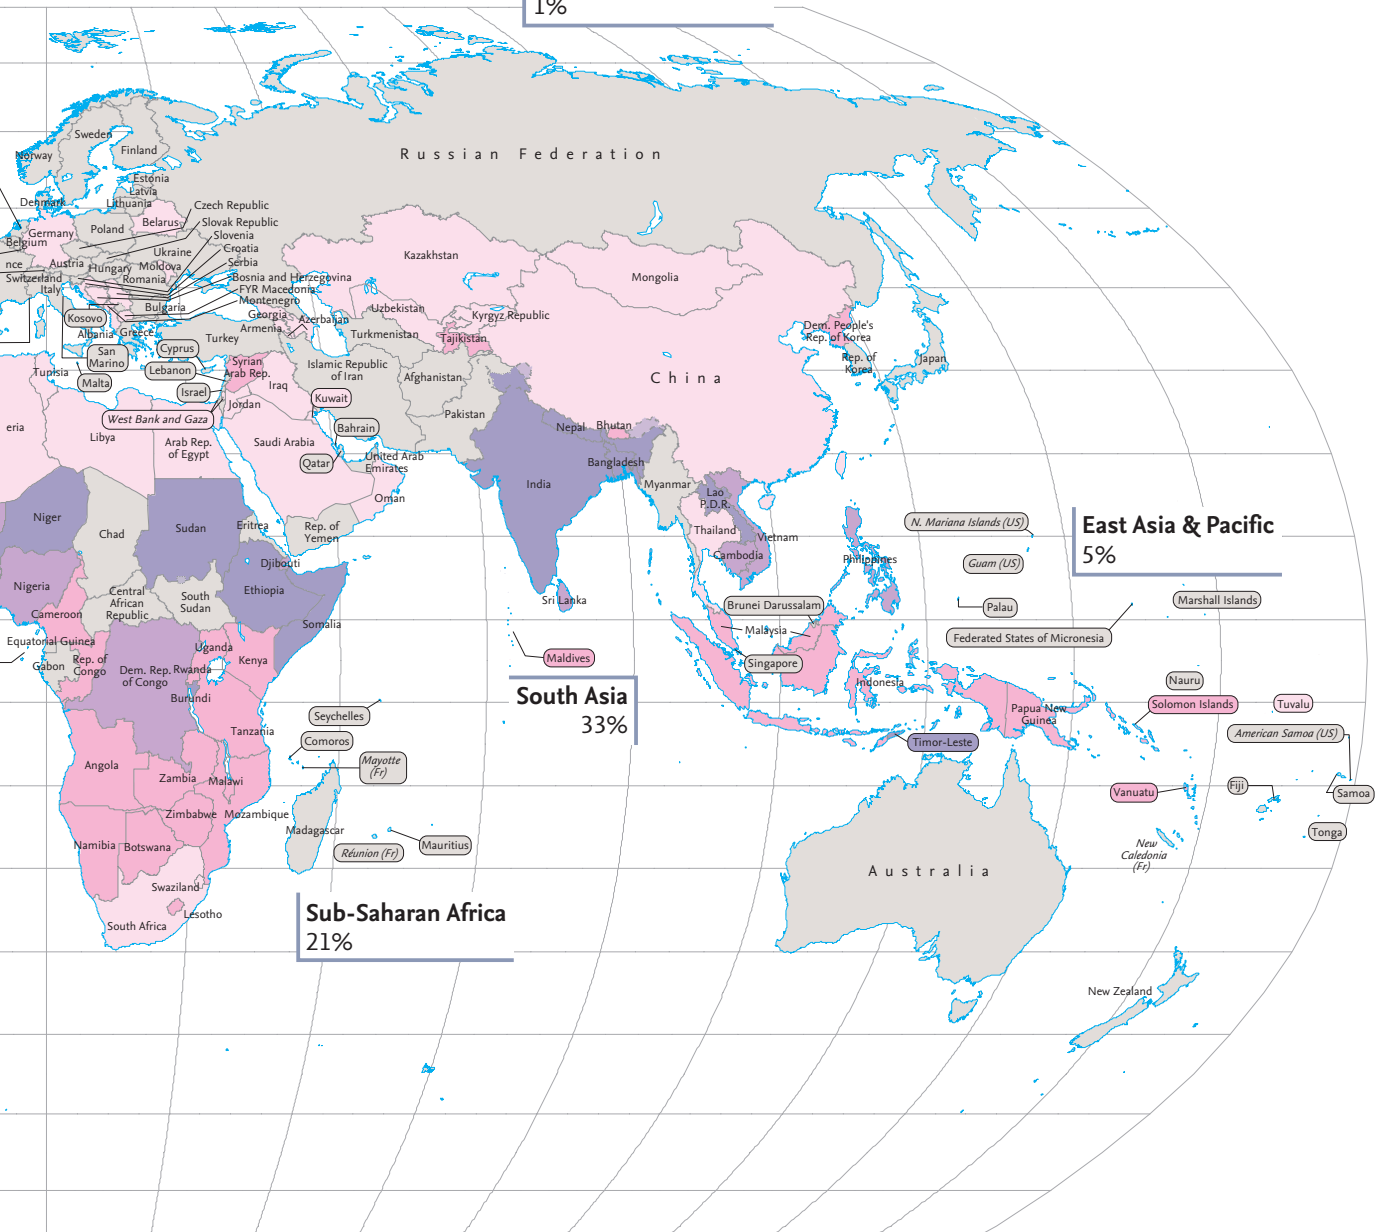 1%
Russian Federation
Sweden
Norway
Finland
Estonia
Latvia
Denmark
Lithuania
Czech Republic
Slovak Republic
Slovenia
Croatia
Serbia
Bosnia and Herzegovina
FYR Macedonia
Montenegro
Belarus
Poland
Germany
Belgium
Ukraine
nce
Austria
Hungary
Moldova
Switzerland
Romania
Italy
Bulgaria
Georgia
Kosovo
Armenia
Azerbaijan
Albania
Greece
Turkey
San
Marino
Cyprus
Malta
Tunisia
Lebanon
Syrian
Arab Rep.
Israel
Iraq
Jordan
Kuwait
West Bank and Gaza
Bahrain
Qatar
Kazakhstan
Mongolia
Uzbekistan
Kyrgyz Republic
Turkmenistan
Tajikistan
Islamic Republic
of Iran
Afghanistan
Pakistan
China
Dem. People's
Rep. of Korea
Rep. of
Korea
Japan
eria
Libya
Arab Rep.
of Egypt
Saudi Arabia
United Arab
Emirates
Oman
Rep. of
Yemen
Nepal
Bhutan
Bangladesh
India
Myanmar
Lao
P.D.R.
Thailand
Vietnam
Cambodia
Philippines
Sri Lanka
Niger
Chad
Sudan
Eritrea
Djibouti
Ethiopia
Nigeria
Central
African
Republic
South
Sudan
Cameroon
Somalia
Equatorial Guinea
Gabon
Rep. of
Congo
Dem. Rep.
of Congo
Uganda
Rwanda
Kenya
Burundi
Tanzania
Seychelles
Comoros
Mayotte
(Fr)
Angola
Zambia
Malawi
Zimbabwe
Mozambique
Namibia
Botswana
Madagascar
Réunion (Fr)
Mauritius
Swaziland
South Africa
Lesotho
Sub-Saharan Africa
21%
Maldives
South Asia
33%
Brunei Darussalam
Malaysia
Singapore
Indonesia
Timor-Leste
Papua New
Guinea
N. Mariana Islands (US)
Guam (US)
East Asia & Pacific
5%
Palau
Marshall Islands
Federated States of Micronesia
Nauru
Solomon Islands
Tuvalu
American Samoa (US)
Vanuatu
Fiji
Samoa
Tonga
New
Caledonia
(Fr)
Australia
New Zealand